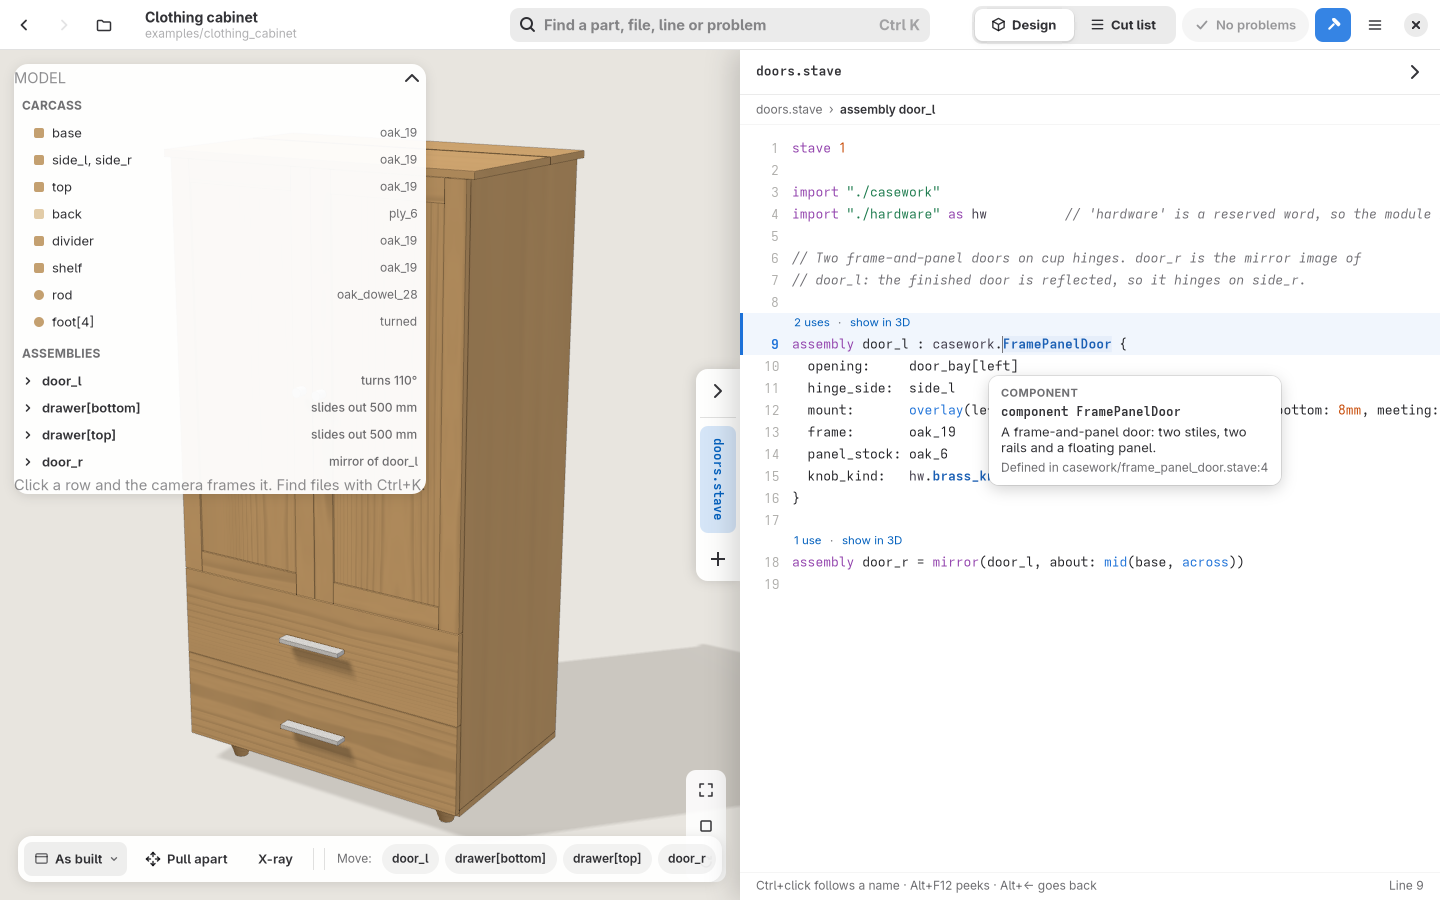 Clothing cabinet
examples/clothing_cabinet
Find a part, file, line or problem Ctrl K
Design
Cut list
No problems
MODEL
CARCASS
base oak_19
side_l, side_r oak_19
top oak_19
back ply_6
divider oak_19
shelf oak_19
rod oak_dowel_28
foot[4] turned
ASSEMBLIES
door_l turns 110°
drawer[bottom] slides out 500 mm
drawer[top] slides out 500 mm
door_r mirror of door_l
Click a row and the camera frames it. Find files with Ctrl+K
doors.stave
As built
Pull apart
X-ray
Move:
door_l
drawer[bottom]
drawer[top]
door_r
doors.stave
doors.stave › assembly door_l
1 stave 1
2
3 import "./casework"
4 import "./hardware" as hw // 'hardware' is a reserved word, so the module
5
6 // Two frame-and-panel doors on cup hinges. door_r is the mirror image of
7 // door_l: the finished door is reflected, so it hinges on side_r.
8
2 uses · show in 3D
9 assembly door_l : casework.FramePanelDoor {
10 opening: door_bay[left]
11 hinge_side: side_l
12 mount: overlay(le ottom: 8mm, meeting:
13 frame: oak_19
14 panel_stock: oak_6
15 knob_kind: hw.brass_k
16 }
17
1 use · show in 3D
18 assembly door_r = mirror(door_l, about: mid(base, across))
19
COMPONENT
component FramePanelDoor
A frame-and-panel door: two stiles, two
rails and a floating panel.
Defined in casework/frame_panel_door.stave:4
Ctrl+click follows a name · Alt+F12 peeks · Alt+← goes back
Line 9